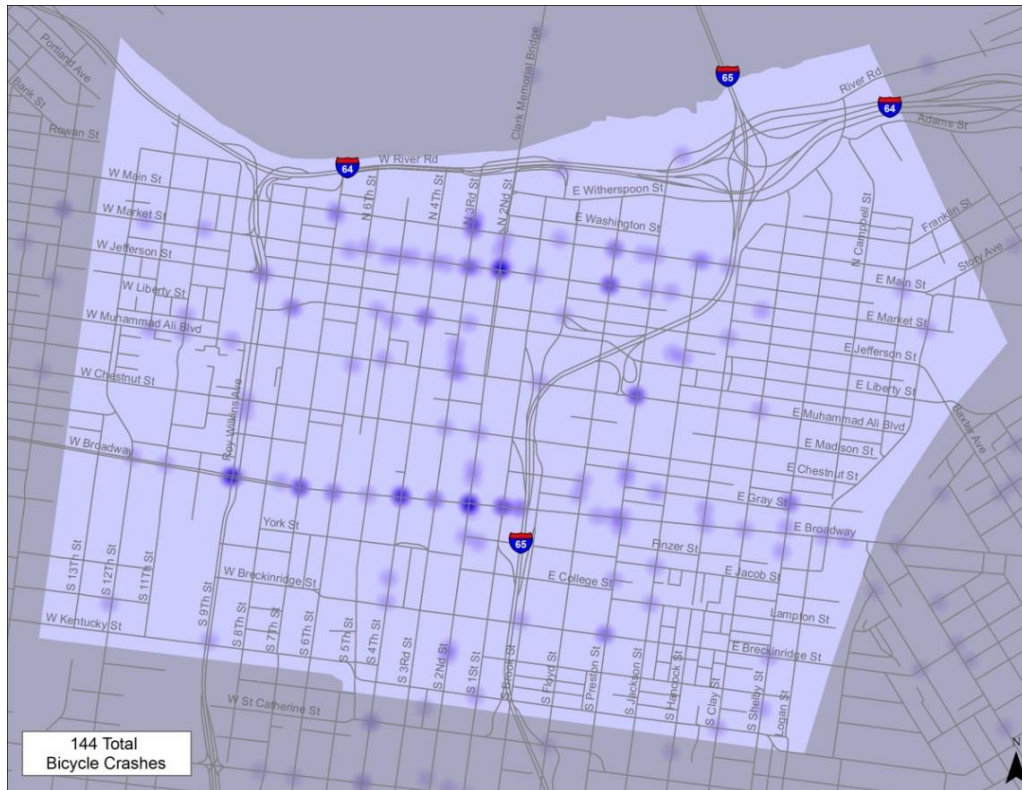 Portland Ave
Bank St
Rowan St
Clark Memorial Bridge
65
River Rd
64
Adams St
W River Rd
64
W Main St
W Market St
W Jefferson St
W Liberty St
W Muhammad Ali Blvd
W Chestnut St
N 6Th St
N 4Th St
N 3Rd St
N 2Nd St
E Witherspoon St
E Washington St
N Campbell St
Franklin St
Story Ave
E Main St
E Market St
E Jefferson St
E Liberty St
E Muhammad Ali Blvd
E Madison St
E Chestnut St
E Gray St
E Broadway
Baxter Ave
Roy Wilkins Ave
W Broadway
York St
65
Finzer St
E Jacob St
W Breckinridge St
E College St
Lampton St
E Breckinridge St
W Kentucky St
S 13Th St
S 12Th St
S 11Th St
S 9Th St
S 8Th St
S 7Th St
S 6Th St
S 5Th St
S 4Th St
S 3Rd St
S 2Nd St
S 1St St
S Brook St
S Floyd St
S Preston St
S Jackson St
S Hancock St
S Clay St
S Shelby St
Logan St
W St Catherine St
144 Total
Bicycle Crashes
N